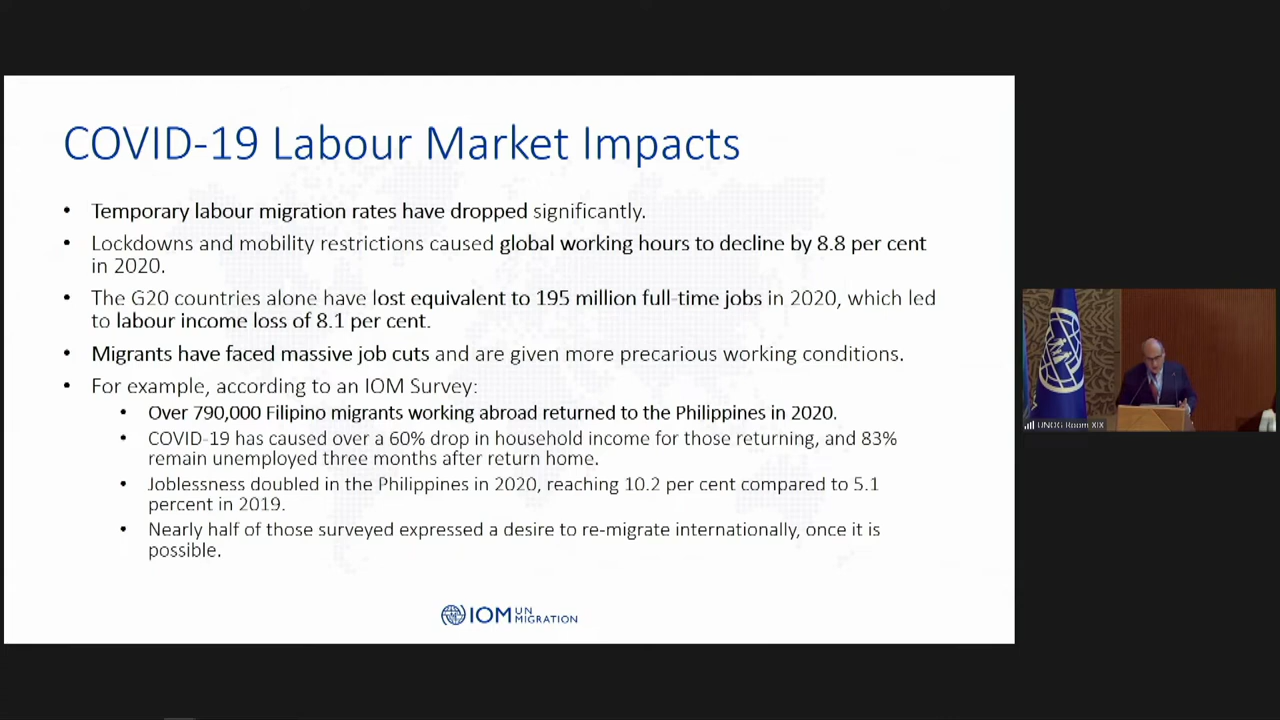 COVID-19 Labour Market Impacts
• Temporary labour migration rates have dropped significantly.
• Lockdowns and mobility restrictions caused global working hours to decline by 8.8 per cent
in 2020.
• The G20 countries alone have lost equivalent to 195 million full-time jobs in 2020, which led
to labour income loss of 8.1 per cent.
• Migrants have faced massive job cuts and are given more precarious working conditions.
• For example, according to an IOM Survey:
• Over 790,000 Filipino migrants working abroad returned to the Philippines in 2020.
• COVID-19 has caused over a 60% drop in household income for those returning, and 83%
remain unemployed three months after return home.
• Joblessness doubled in the Philippines in 2020, reaching 10.2 per cent compared to 5.1
percent in 2019.
• Nearly half of those surveyed expressed a desire to re-migrate internationally, once it is
possible.
IOM UN
MIGRATION
UNOG Room XIX